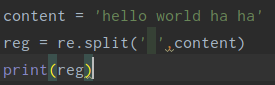 content = 'hello world ha ha'
reg = re.split(' ',content)
print(reg)